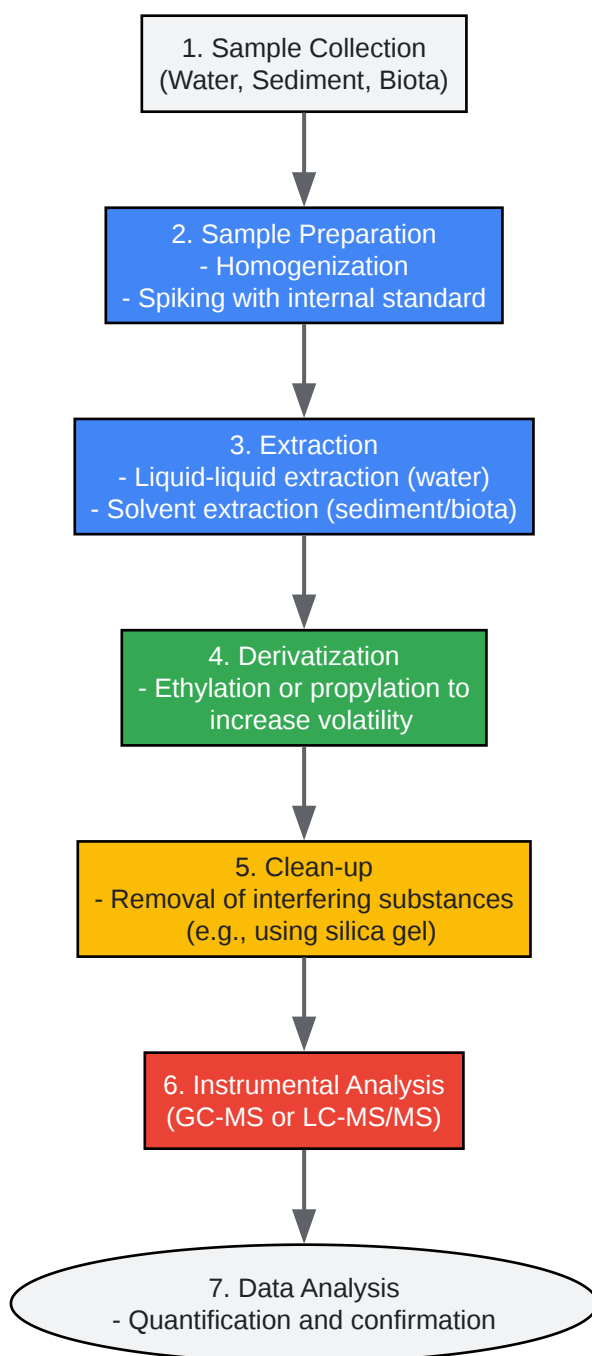 1. Sample Collection
(Water, Sediment, Biota)
2. Sample Preparation
- Homogenization
- Spiking with internal standard
3. Extraction
- Liquid-liquid extraction (water)
- Solvent extraction (sediment/biota)
4. Derivatization
- Ethylation or propylation to
increase volatility
5. Clean-up
- Removal of interfering substances
(e.g., using silica gel)
6. Instrumental Analysis
(GC-MS or LC-MS/MS)
7. Data Analysis
- Quantification and confirmation